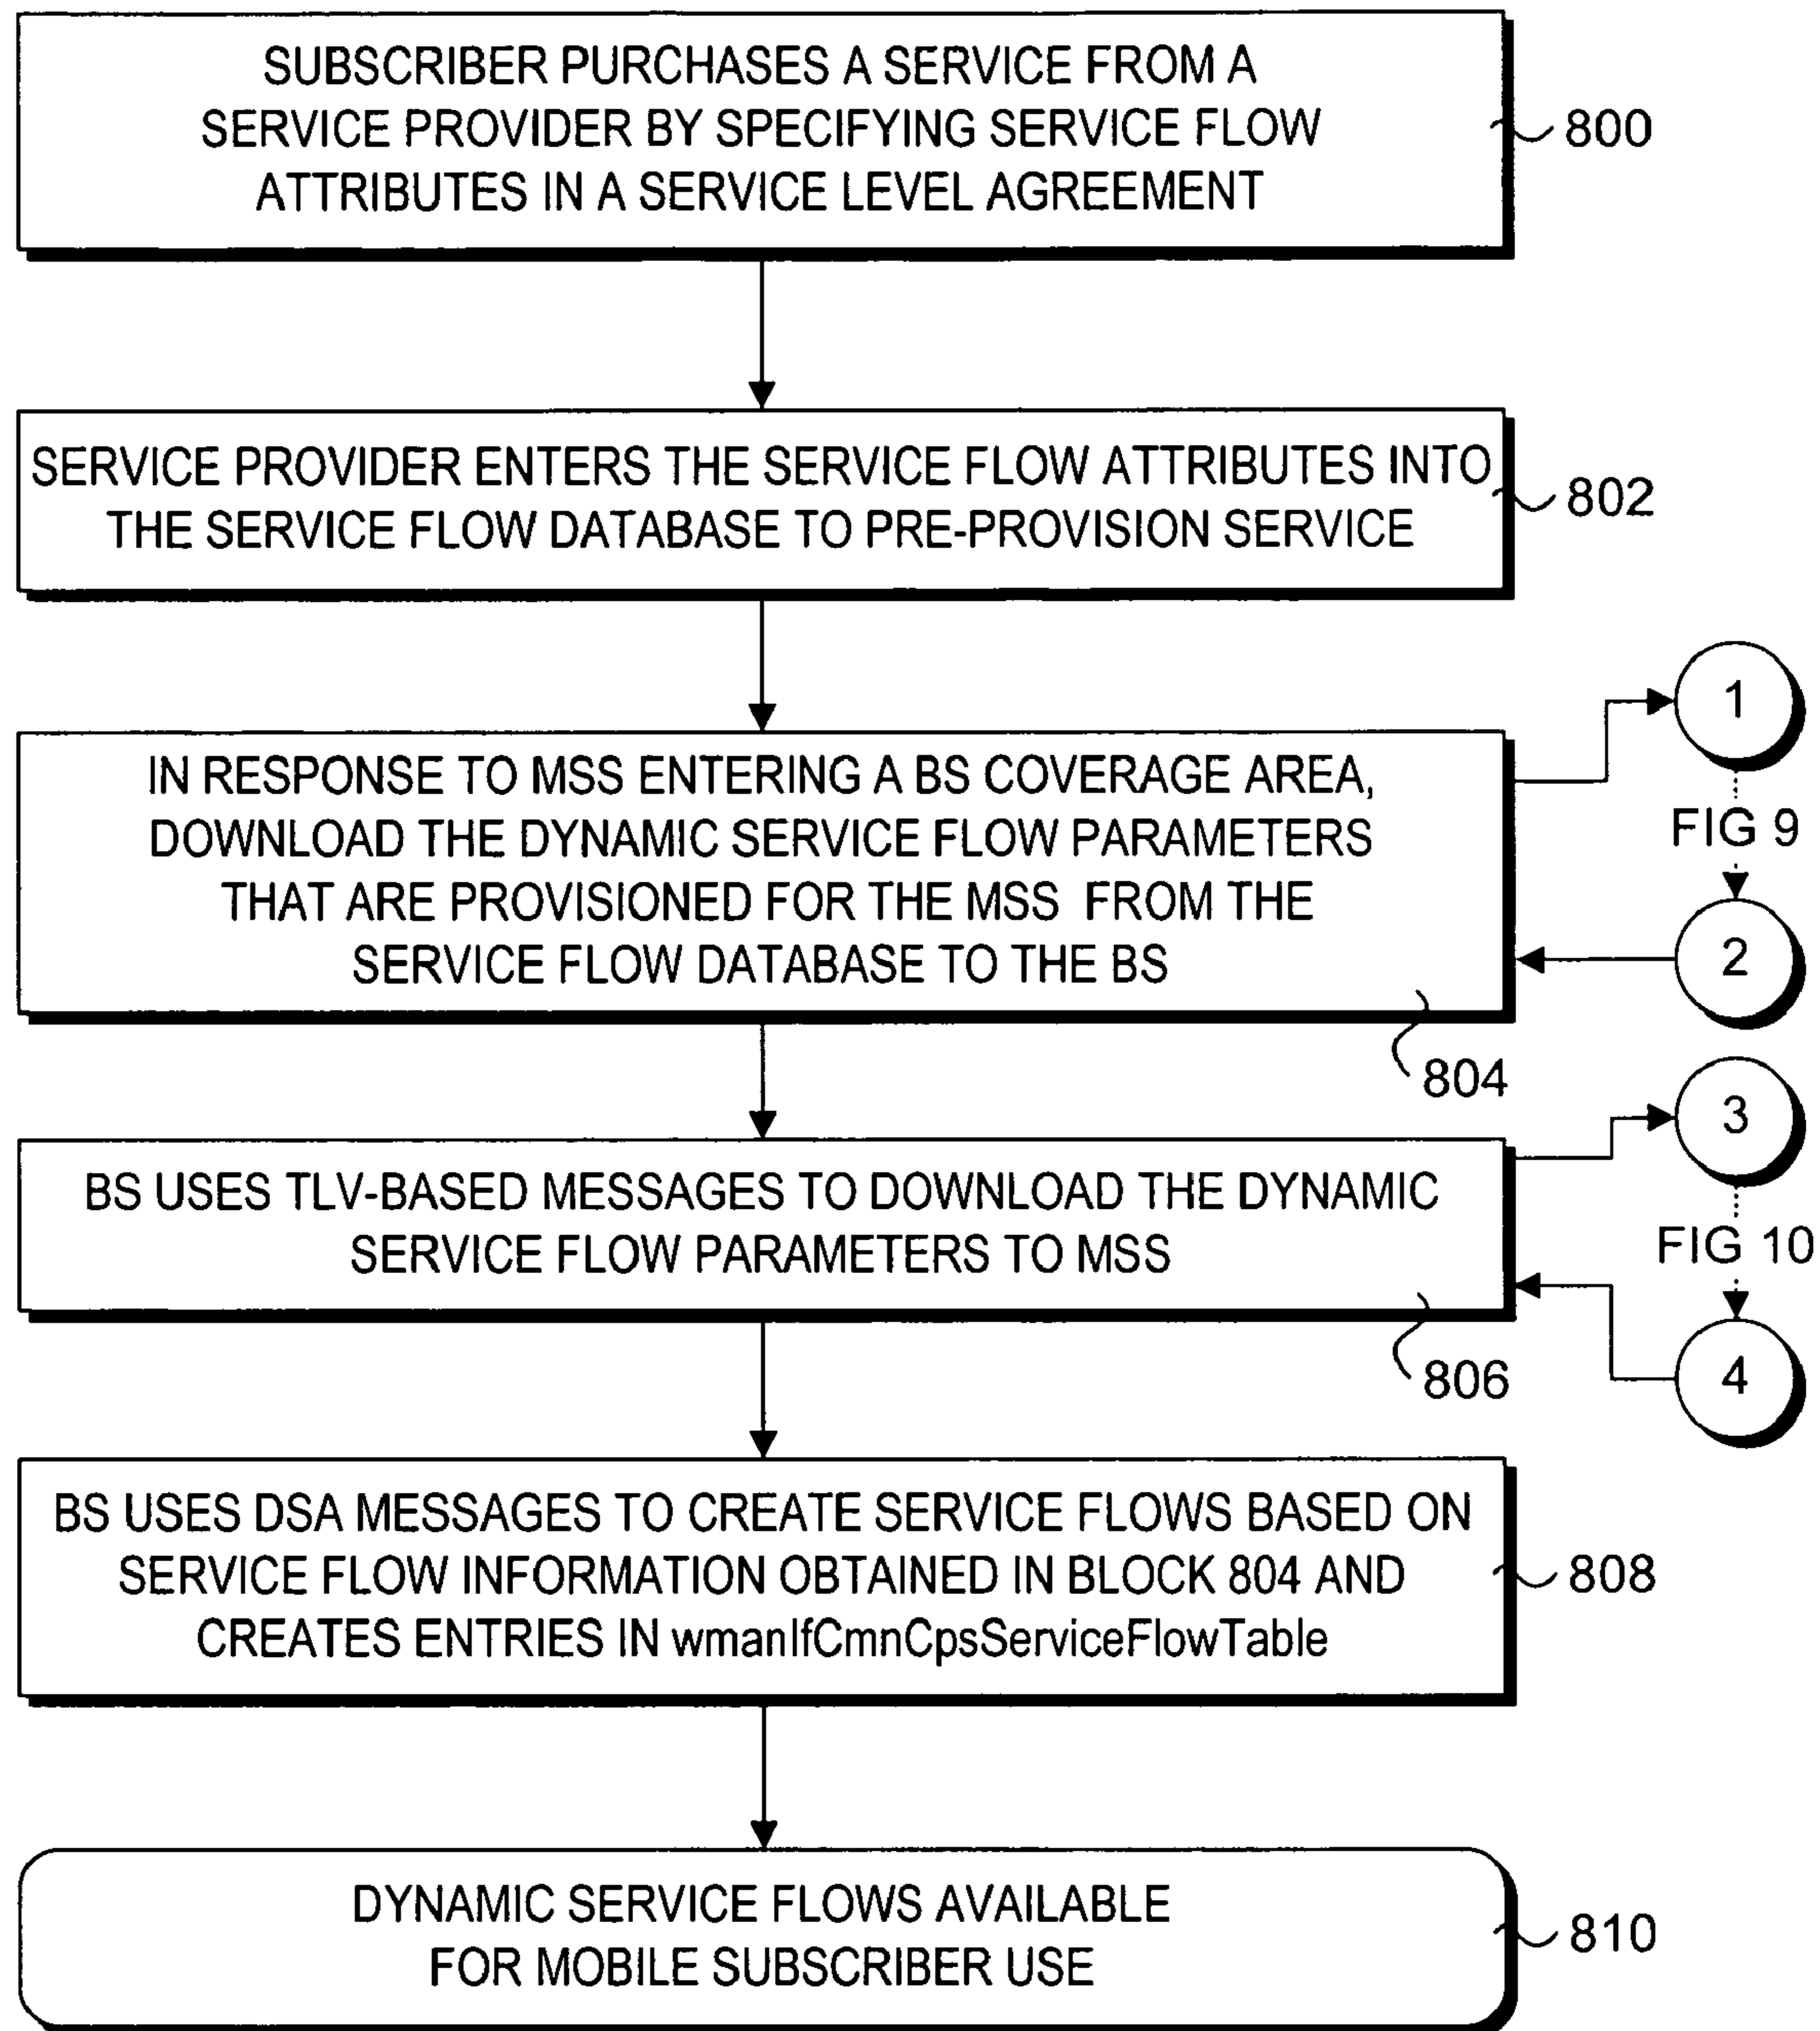 SUBSCRIBER PURCHASES A SERVICE FROM A
SERVICE PROVIDER BY SPECIFYING SERVICE FLOW
ATTRIBUTES IN A SERVICE LEVEL AGREEMENT
800
SERVICE PROVIDER ENTERS THE SERVICE FLOW ATTRIBUTES INTO
THE SERVICE FLOW DATABASE TO PRE-PROVISION SERVICE
802
IN RESPONSE TO MSS ENTERING A BS COVERAGE AREA,
DOWNLOAD THE DYNAMIC SERVICE FLOW PARAMETERS
THAT ARE PROVISIONED FOR THE MSS FROM THE
SERVICE FLOW DATABASE TO THE BS
804
1
FIG 9
2
BS USES TLV-BASED MESSAGES TO DOWNLOAD THE DYNAMIC
SERVICE FLOW PARAMETERS TO MSS
806
3
FIG 10
4
BS USES DSA MESSAGES TO CREATE SERVICE FLOWS BASED ON
SERVICE FLOW INFORMATION OBTAINED IN BLOCK 804 AND
CREATES ENTRIES IN wmanIfCmnCpsServiceFlowTable
808
DYNAMIC SERVICE FLOWS AVAILABLE
FOR MOBILE SUBSCRIBER USE
810